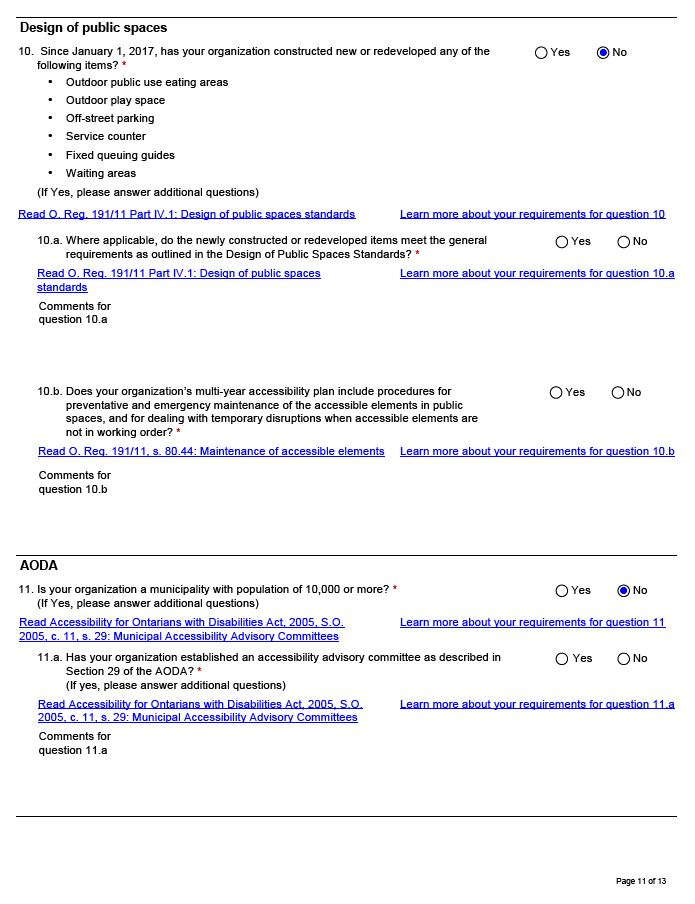 Design of public spaces
10. Since January 1, 2017, has your organization constructed new or redeveloped any of the Yes No
following items? *
• Outdoor public use eating areas
• Outdoor play space
• Off-street parking
• Service counter
• Fixed queuing guides
• Waiting areas
(If Yes, please answer additional questions)
Read O. Reg. 191/11 Part IV.1: Design of public spaces standards Learn more about your requirements for question 10
10.a. Where applicable, do the newly constructed or redeveloped items meet the general Yes No
requirements as outlined in the Design of Public Spaces Standards? *
Read O. Reg. 191/11 Part IV.1: Design of public spaces Learn more about your requirements for question 10.a
standards
Comments for
question 10.a
10.b. Does your organization's multi-year accessibility plan include procedures for Yes No
preventative and emergency maintenance of the accessible elements in public
spaces, and for dealing with temporary disruptions when accessible elements are
not in working order? *
Read O. Reg. 191/11, s. 80.44: Maintenance of accessible elements Learn more about your requirements for question 10.b
Comments for
question 10.b
AODA
11. Is your organization a municipality with population of 10,000 or more? * Yes No
(If Yes, please answer additional questions)
Read Accessibility for Ontarians with Disabilities Act, 2005, S.O. Learn more about your requirements for question 11
2005, c. 11, s. 29: Municipal Accessibility Advisory Committees
11.a. Has your organization established an accessibility advisory committee as described in Yes No
Section 29 of the AODA? *
(If yes, please answer additional questions)
Read Accessibility for Ontarians with Disabilities Act, 2005, S.O. Learn more about your requirements for question 11.a
2005, c. 11, s. 29: Municipal Accessibility Advisory Committees
Comments for
question 11.a
Page 11 of 13